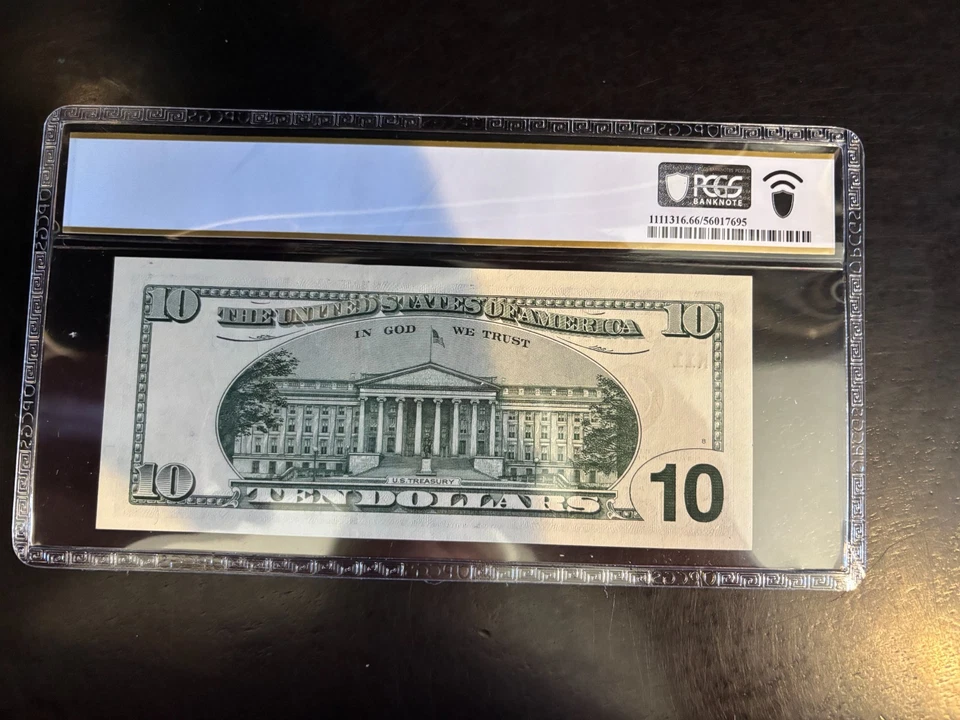 PCGS
BANKNOTE
1111316.66/56017695
10
THE UNITED STATES OF AMERICA
10
IN GOD WE TRUST
8
U.S. TREASURY
10
TEN DOLLARS
10